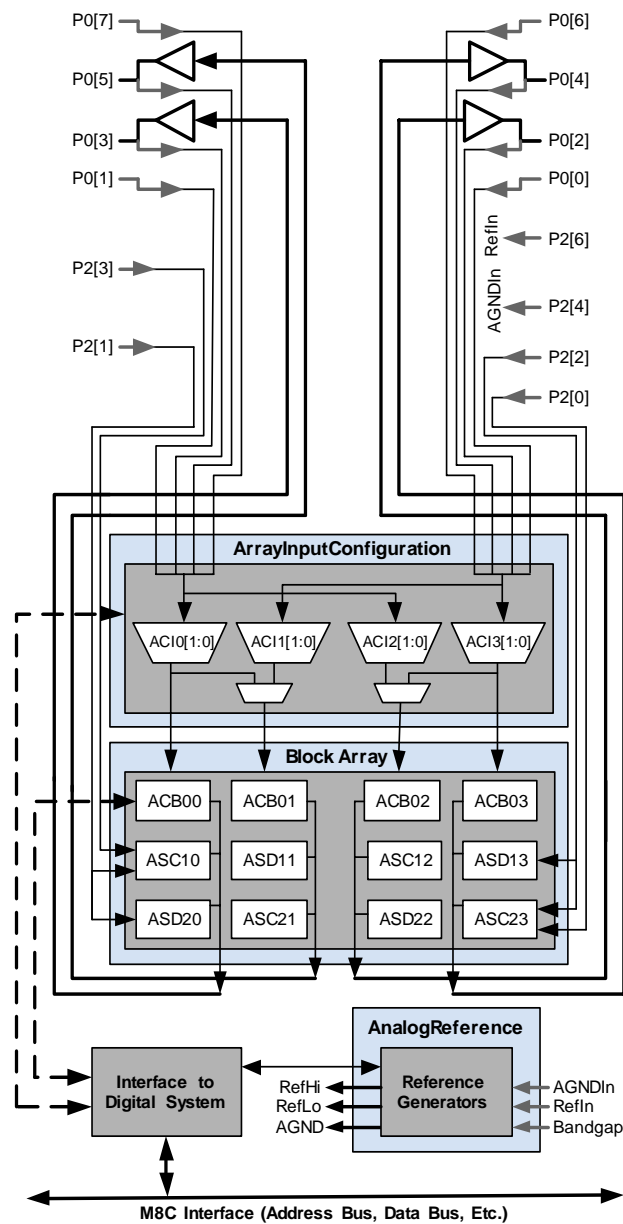 P0[7]
P0[6]
P0[5]
P0[4]
P0[3]
P0[2]
P0[1]
P0[0]
RefIn
P2[6]
P2[3]
AGNDIn
P2[4]
P2[1]
P2[2]
P2[0]
ArrayInputConfiguration
ACI0[1:0]
ACI1[1:0]
ACI2[1:0]
ACI3[1:0]
Block Array
ACB00
ACB01
ACB02
ACB03
ASC10
ASD11
ASC12
ASD13
ASD20
ASC21
ASD22
ASC23
AnalogReference
Interface to
Digital System
RefHi
RefLo
AGND
Reference
Generators
AGNDIn
RefIn
Bandgap
M8C Interface (Address Bus, Data Bus, Etc.)